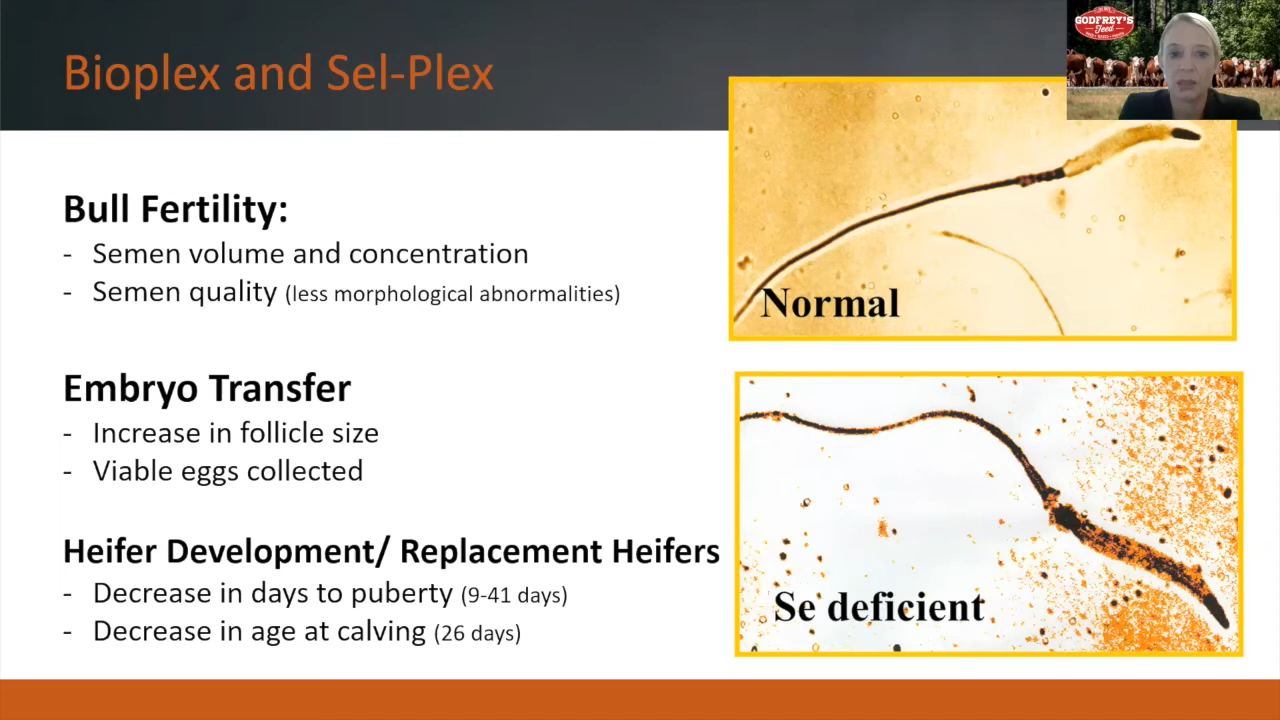 Bioplex and Sel-Plex
GODFREY'S
Feed
Bull Fertility:
- Semen volume and concentration
- Semen quality (less morphological abnormalities)
Normal
Embryo Transfer
- Increase in follicle size
- Viable eggs collected
Heifer Development/ Replacement Heifers
- Decrease in days to puberty (9-41 days)
- Decrease in age at calving (26 days)
Se deficient